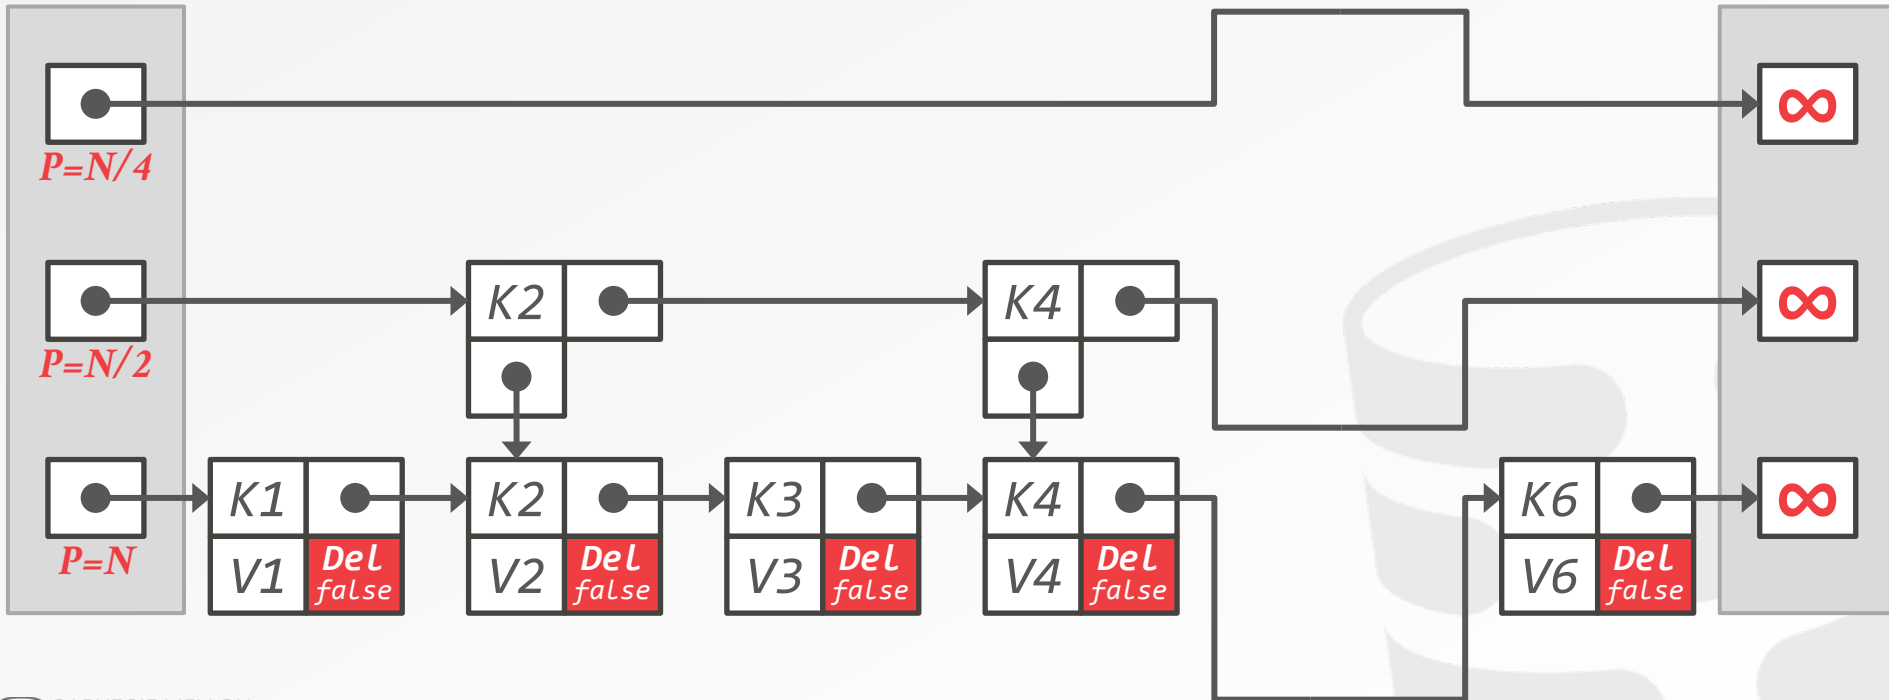 ∞
P=N/4
K2
K4
∞
P=N/2
K1
K2
K3
K4
K6
∞
P=N
V1
Del
false
V2
Del
false
V3
Del
false
V4
Del
false
V6
Del
false